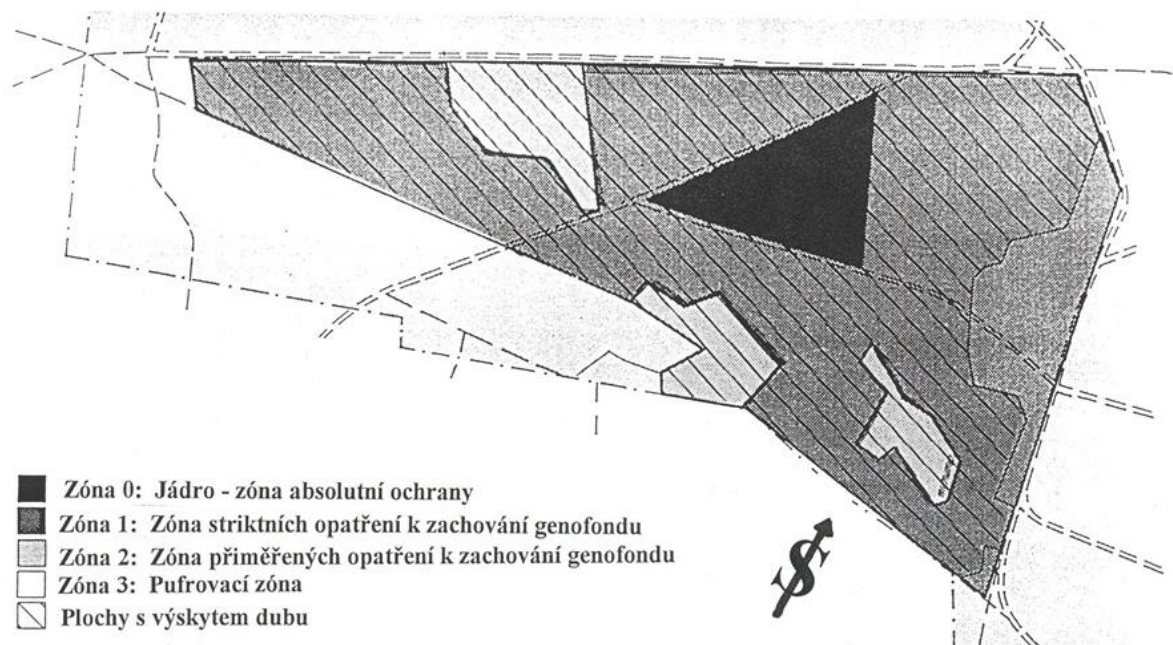 Zóna 0: Jádro - zóna absolutní ochrany
Zóna 1: Zóna striktních opatření k zachování genofondu
Zóna 2: Zóna přiměřených opatření k zachování genofondu
Zóna 3: Pufrovací zóna
Plochy s výskytem dubu
S